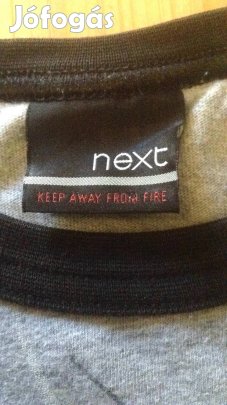 Jófogás
next
KEEP AWAY FROM FIRE